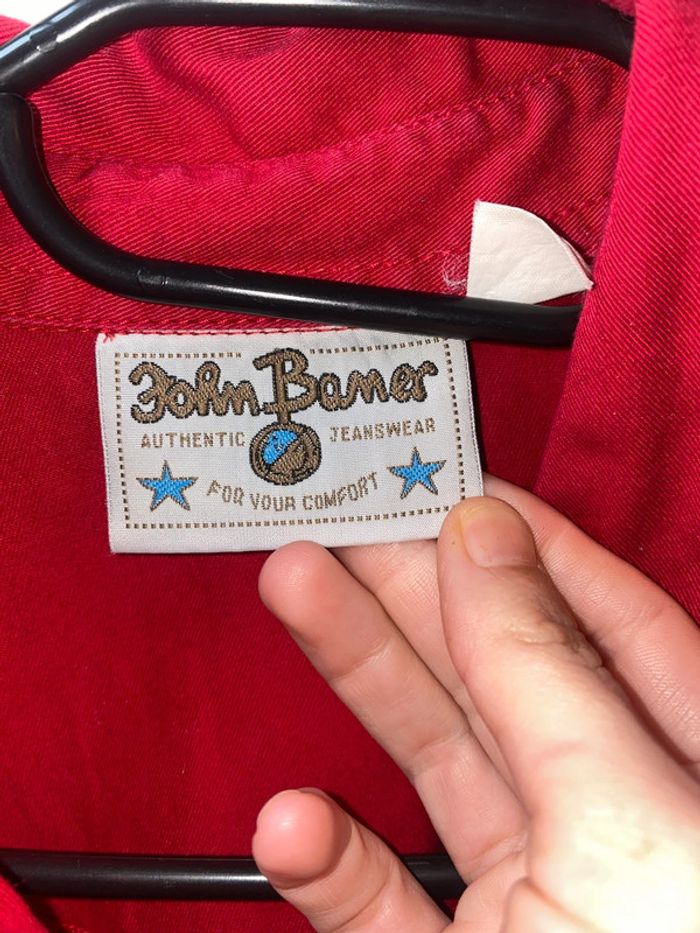 John Baner
AUTHENTIC JEANSWEAR
FOR YOUR COMFORT